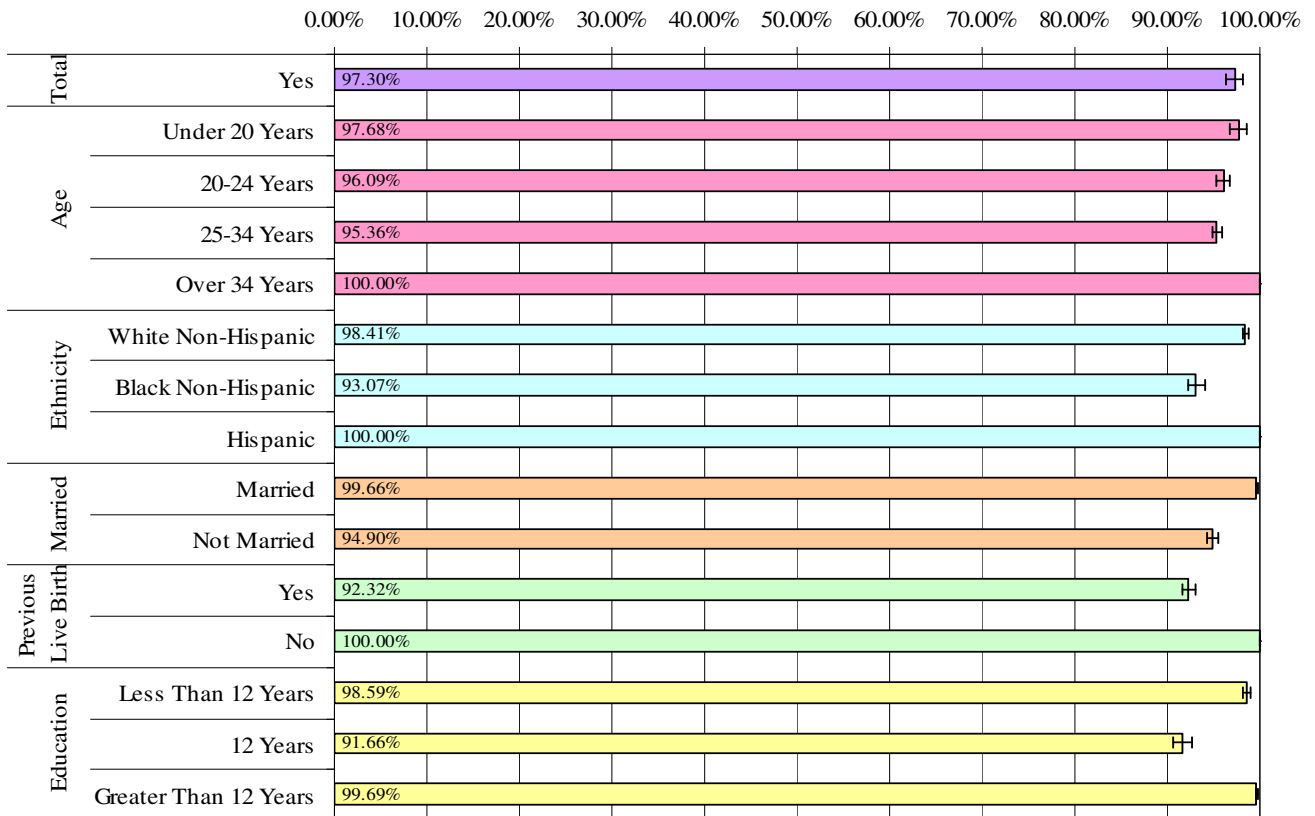 0.00% 10.00% 20.00% 30.00% 40.00% 50.00% 60.00% 70.00% 80.00% 90.00% 100.00%
Total
Yes 97.30%
Age
Under 20 Years 97.68%
20-24 Years 96.09%
25-34 Years 95.36%
Over 34 Years 100.00%
Ethnicity
White Non-Hispanic 98.41%
Black Non-Hispanic 93.07%
Hispanic 100.00%
Married
Married 99.66%
Not Married 94.90%
Previous
Live Birth
Yes 92.32%
No 100.00%
Education
Less Than 12 Years 98.59%
12 Years 91.66%
Greater Than 12 Years 99.69%